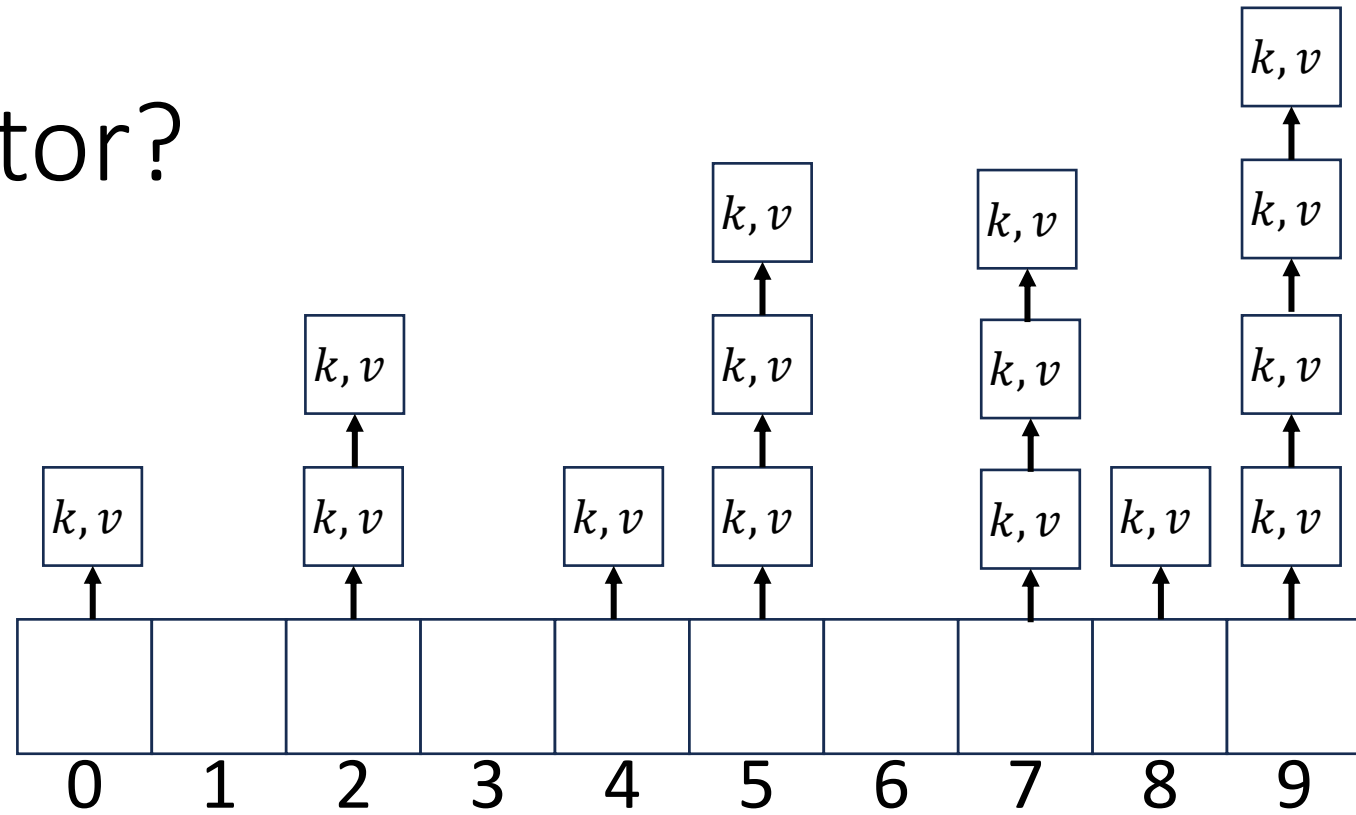 k, v
tor?
k, v k, v k, v
k, v k, v k, v k, v
k, v k, v k, v k, v k, v k, v k, v
0 1 2 3 4 5 6 7 8 9